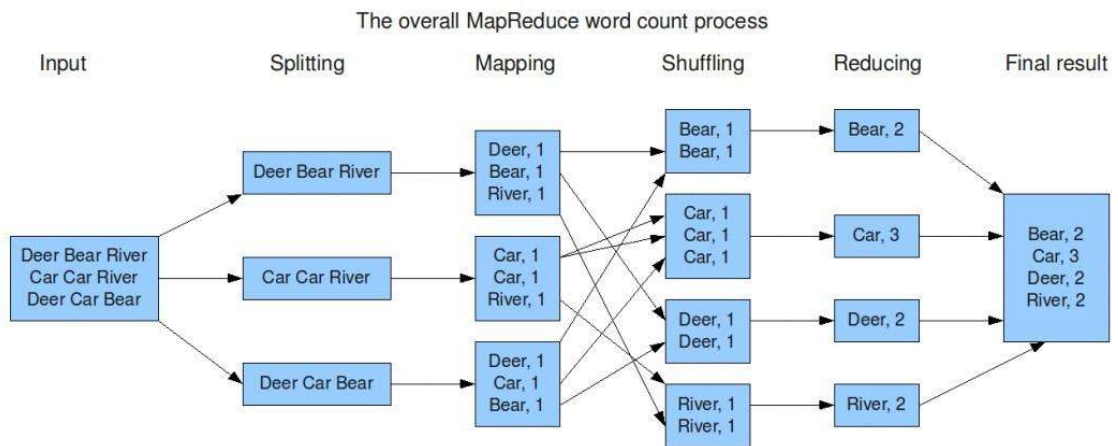 The overall MapReduce word count process
Input
Splitting
Mapping
Shuffling
Reducing
Final result
Deer Bear River
Car Car River
Deer Car Bear
Deer Bear River
Car Car River
Deer Car Bear
Deer, 1
Bear, 1
River, 1
Car, 1
Car, 1
River, 1
Deer, 1
Car, 1
Bear, 1
Bear, 1
Bear, 1
Car, 1
Car, 1
Car, 1
Deer, 1
Deer, 1
River, 1
River, 1
Bear, 2
Car, 3
Deer, 2
River, 2
Bear, 2
Car, 3
Deer, 2
River, 2